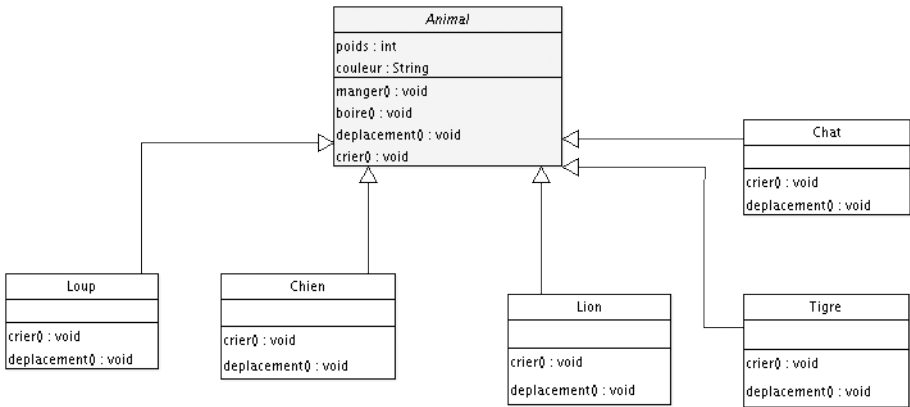 Animal
poids : int
couleur : String
manger() : void
boire() : void
deplacement() : void
crier() : void
Chat
crier() : void
deplacement() : void
Loup
crier() : void
deplacement() : void
Chien
crier() : void
deplacement() : void
Lion
crier() : void
deplacement() : void
Tigre
crier() : void
deplacement() : void